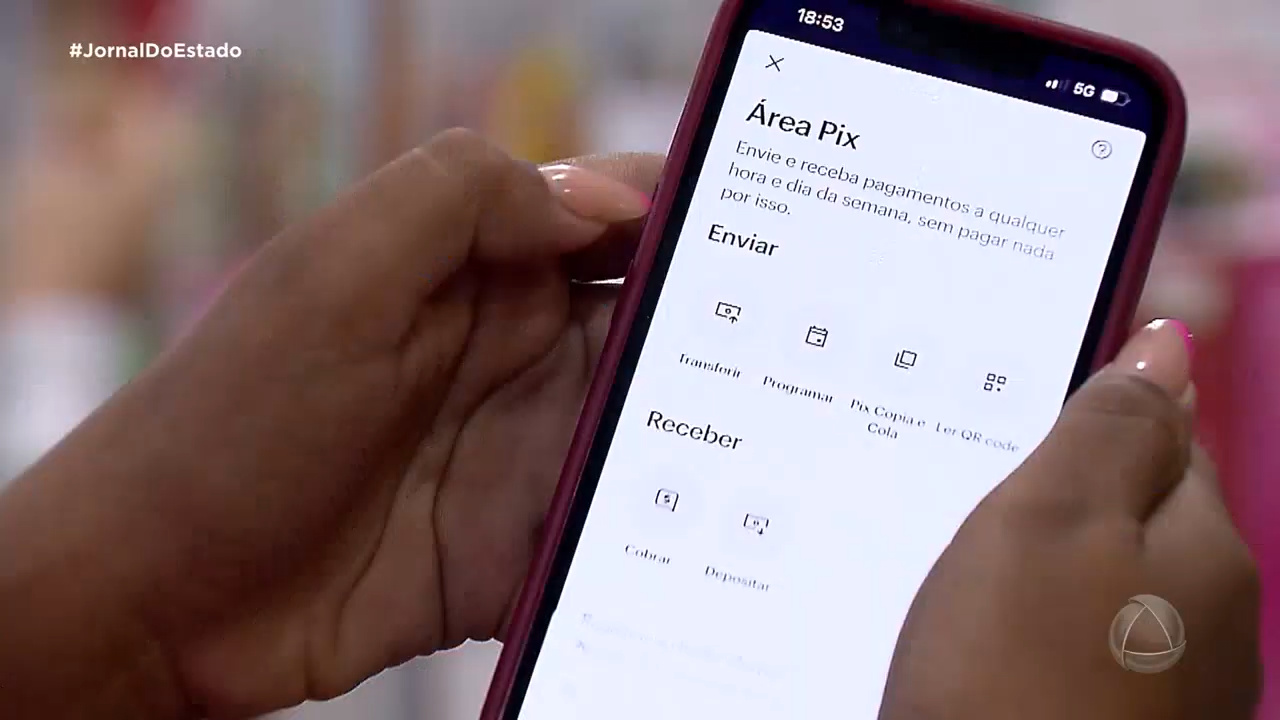 #JornalDoEstado
18:53
5G
Área Pix
Envie e receba pagamentos a qualquer
hora e dia da semana, sem pagar nada
por isso.
Enviar
Transferir
Programar
Pix Copia e
Cola
Ler QR code
Receber
Cobrar
Depositar